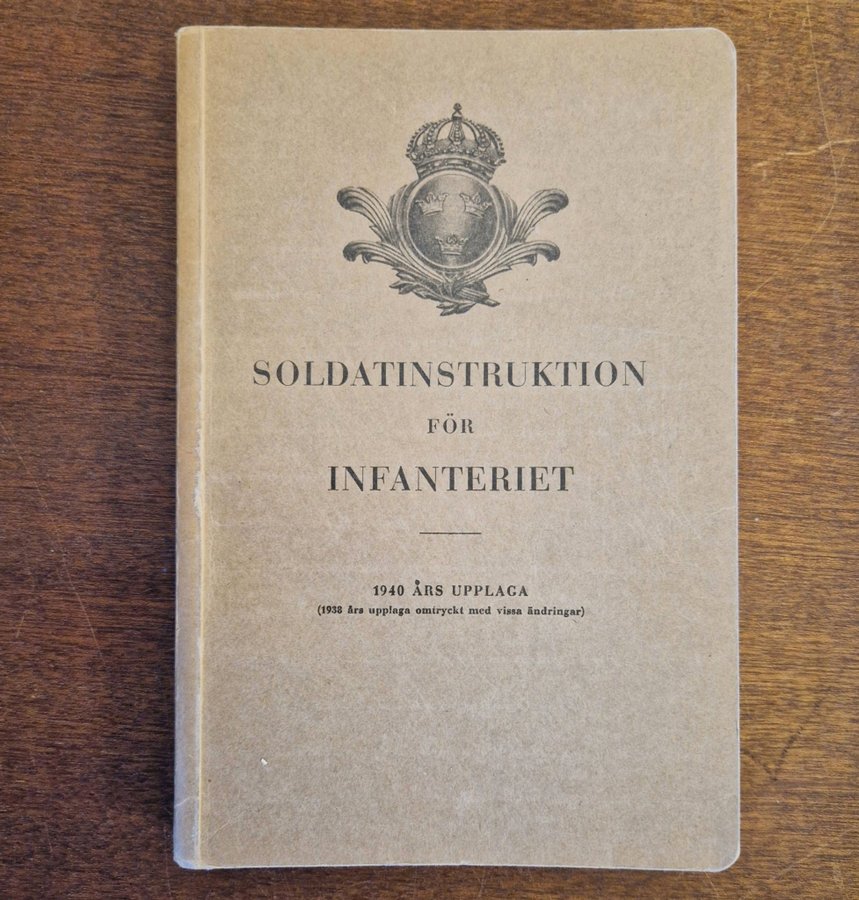 SOLDATINSTRUKTION
FÖR
INFANTERIET
1940 ÅRS UPPLAGA
(1938 års upplaga omtryckt med vissa ändringar)